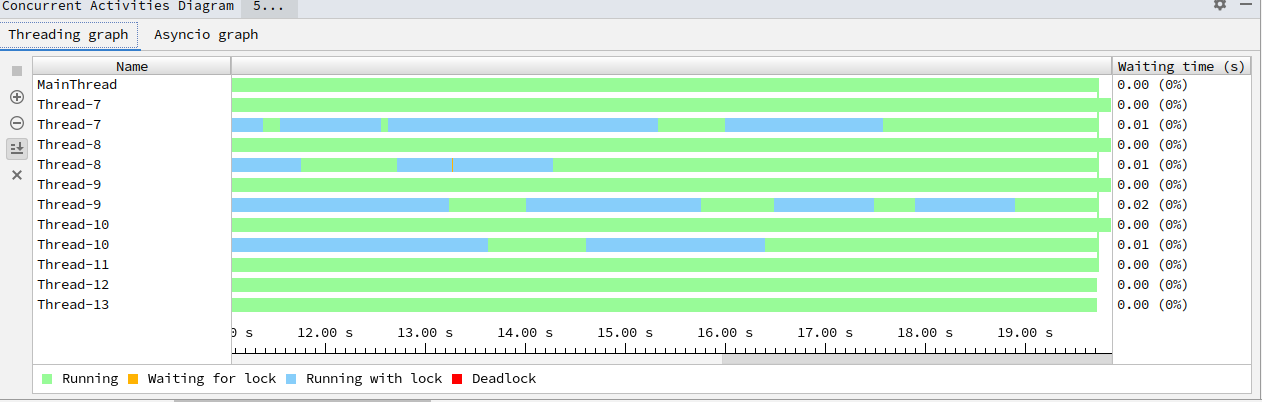 Concurrent Activities Diagram 5...
Threading graph Asyncio graph
Name Waiting time (s)
MainThread 0.00 (0%)
Thread-7 0.00 (0%)
Thread-7 0.01 (0%)
Thread-8 0.00 (0%)
Thread-8 0.01 (0%)
Thread-9 0.00 (0%)
Thread-9 0.02 (0%)
Thread-10 0.00 (0%)
Thread-10 0.01 (0%)
Thread-11 0.00 (0%)
Thread-12 0.00 (0%)
Thread-13 0.00 (0%)
0 s 12.00 s 13.00 s 14.00 s 15.00 s 16.00 s 17.00 s 18.00 s 19.00 s
Running Waiting for lock Running with lock Deadlock